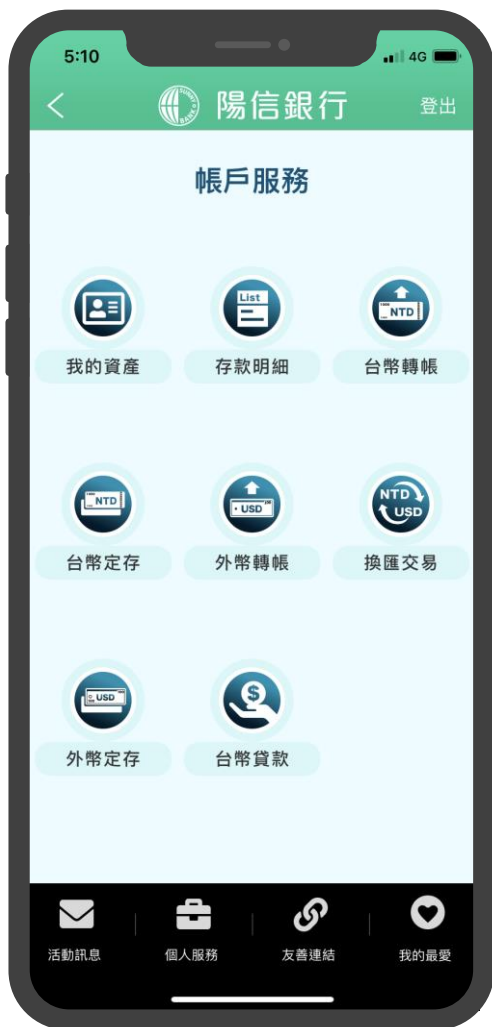 5:10
4G
陽信銀行
SUNNY BANK
登出
帳戶服務
List
NTD
我的資產
存款明細
台幣轉帳
NTD
USD
NTD
USD
台幣定存
外幣轉帳
換匯交易
USD
$
外幣定存
台幣貸款
活動訊息
個人服務
友善連結
我的最愛